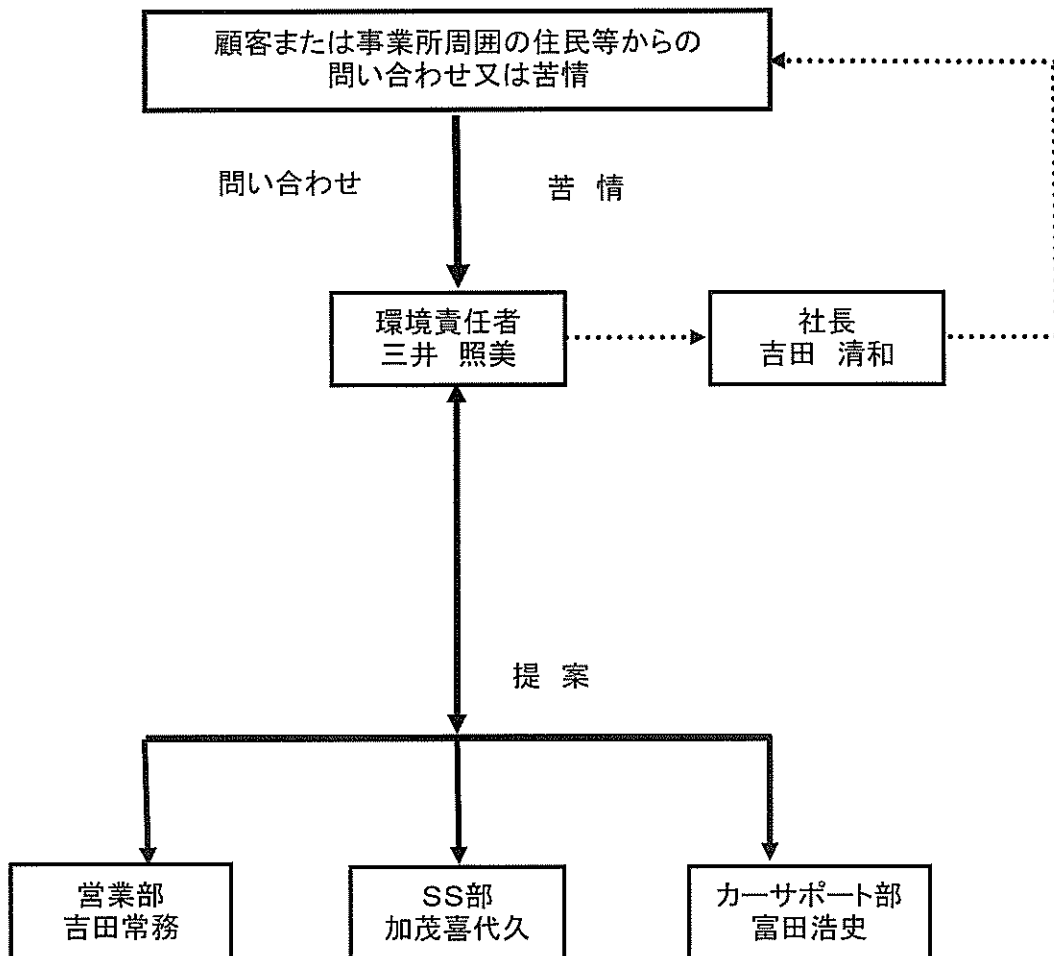 顧客または事業所周囲の住民等からの
問い合わせ又は苦情
問い合わせ
苦 情
環境責任者
三井 照美
社長
吉田 清和
提 案
営業部
吉田常務
SS部
加茂喜代久
カーサポート部
富田浩史